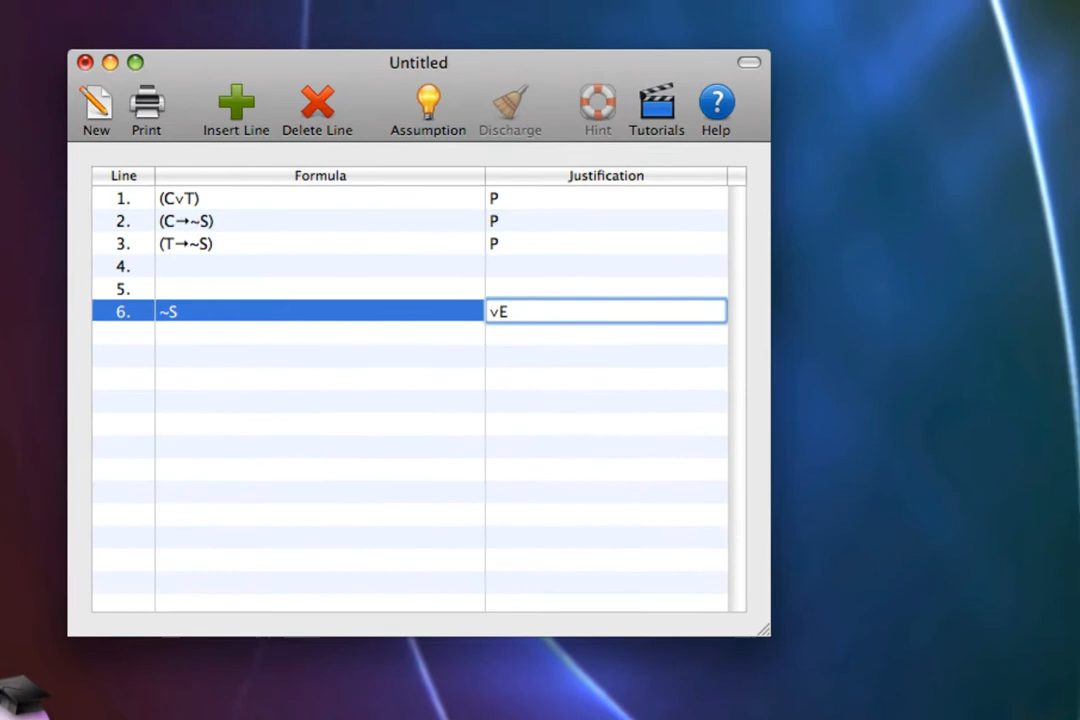 Untitled
New Print Insert Line Delete Line Assumption Discharge Hint Tutorials Help
Line Formula Justification
1. (C∨T) P
2. (C→~S) P
3. (T→~S) P
4.
5.
6. ~S ∨E